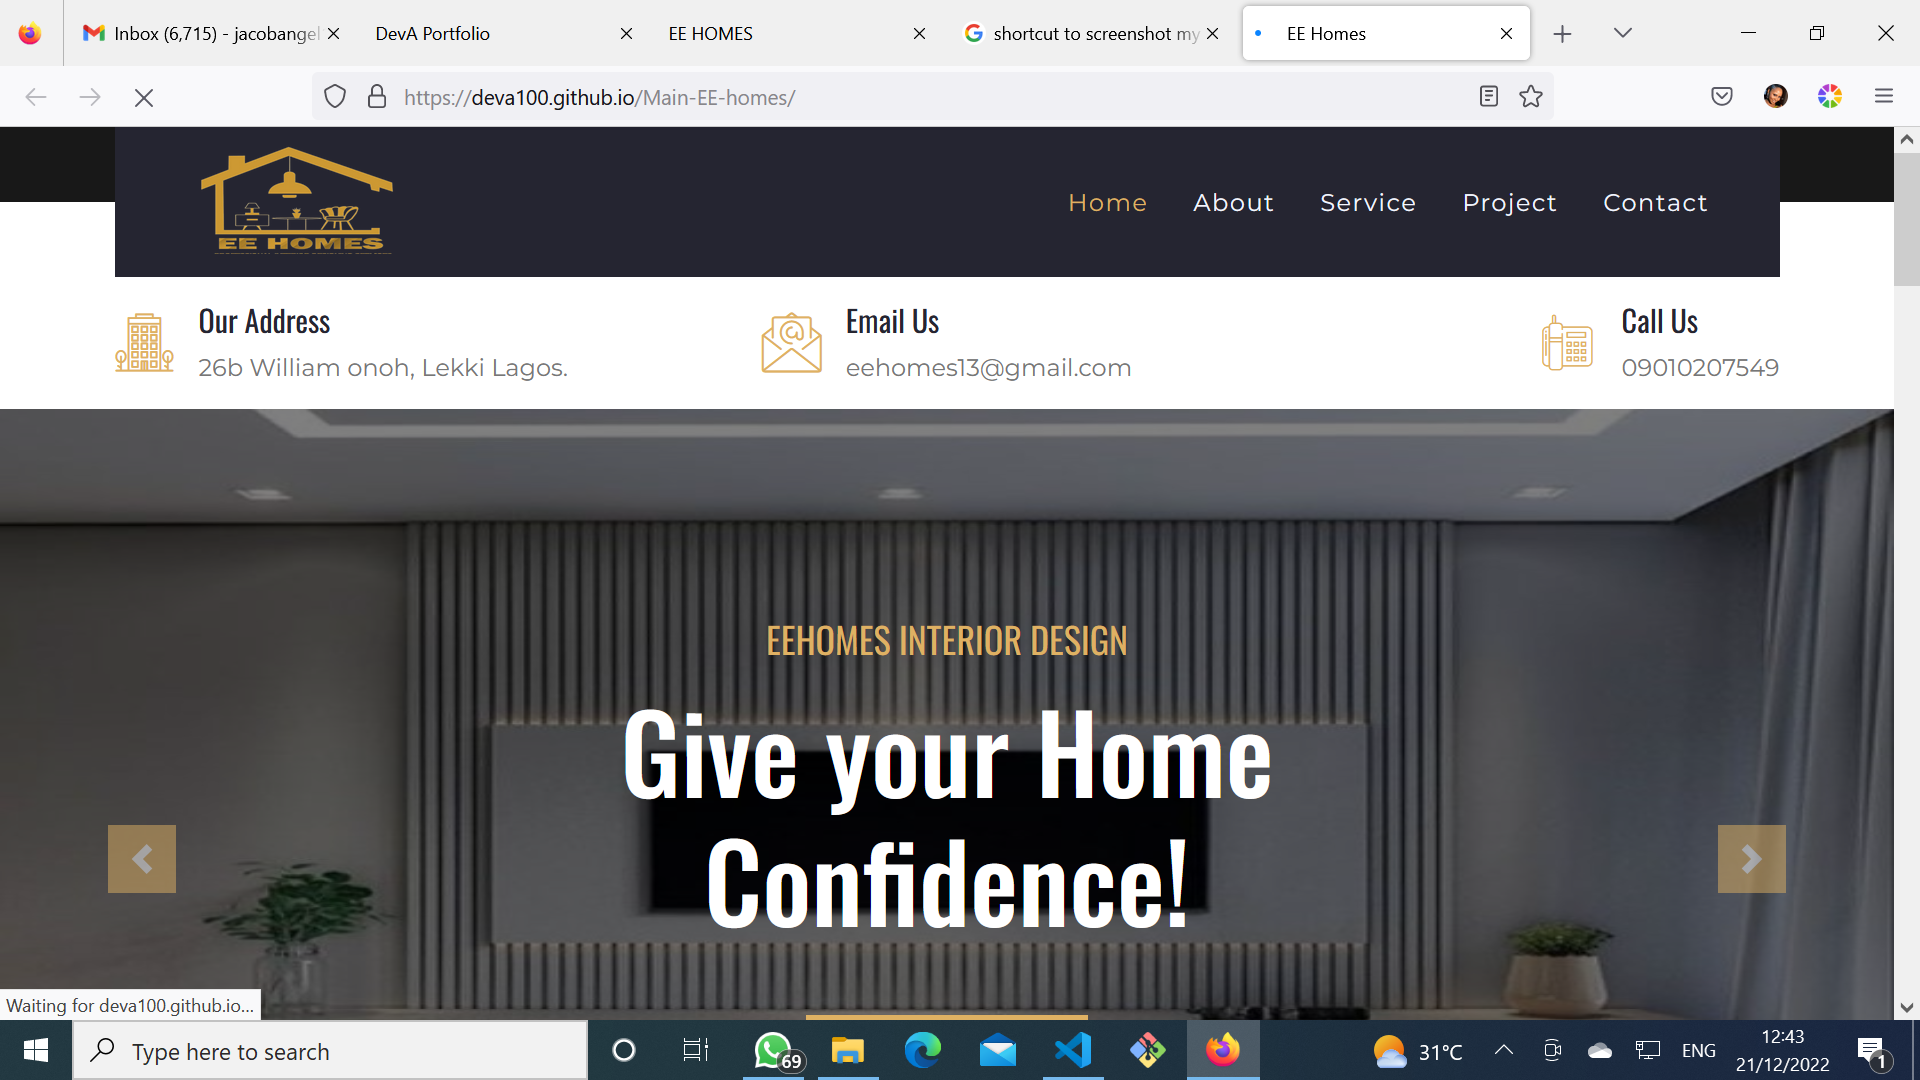 Inbox (6,715) - jacobangel
DevA Portfolio
EE HOMES
shortcut to screenshot my
EE Homes
https://deva100.github.io/Main-EE-homes/
EE HOMES
Home
About
Service
Project
Contact
Our Address
26b William onoh, Lekki Lagos.
Email Us
eehomes13@gmail.com
Call Us
09010207549
EEHOMES INTERIOR DESIGN
Give your Home
Confidence!
Waiting for deva100.github.io...
Type here to search
69
31°C
ENG
12:43
21/12/2022
1